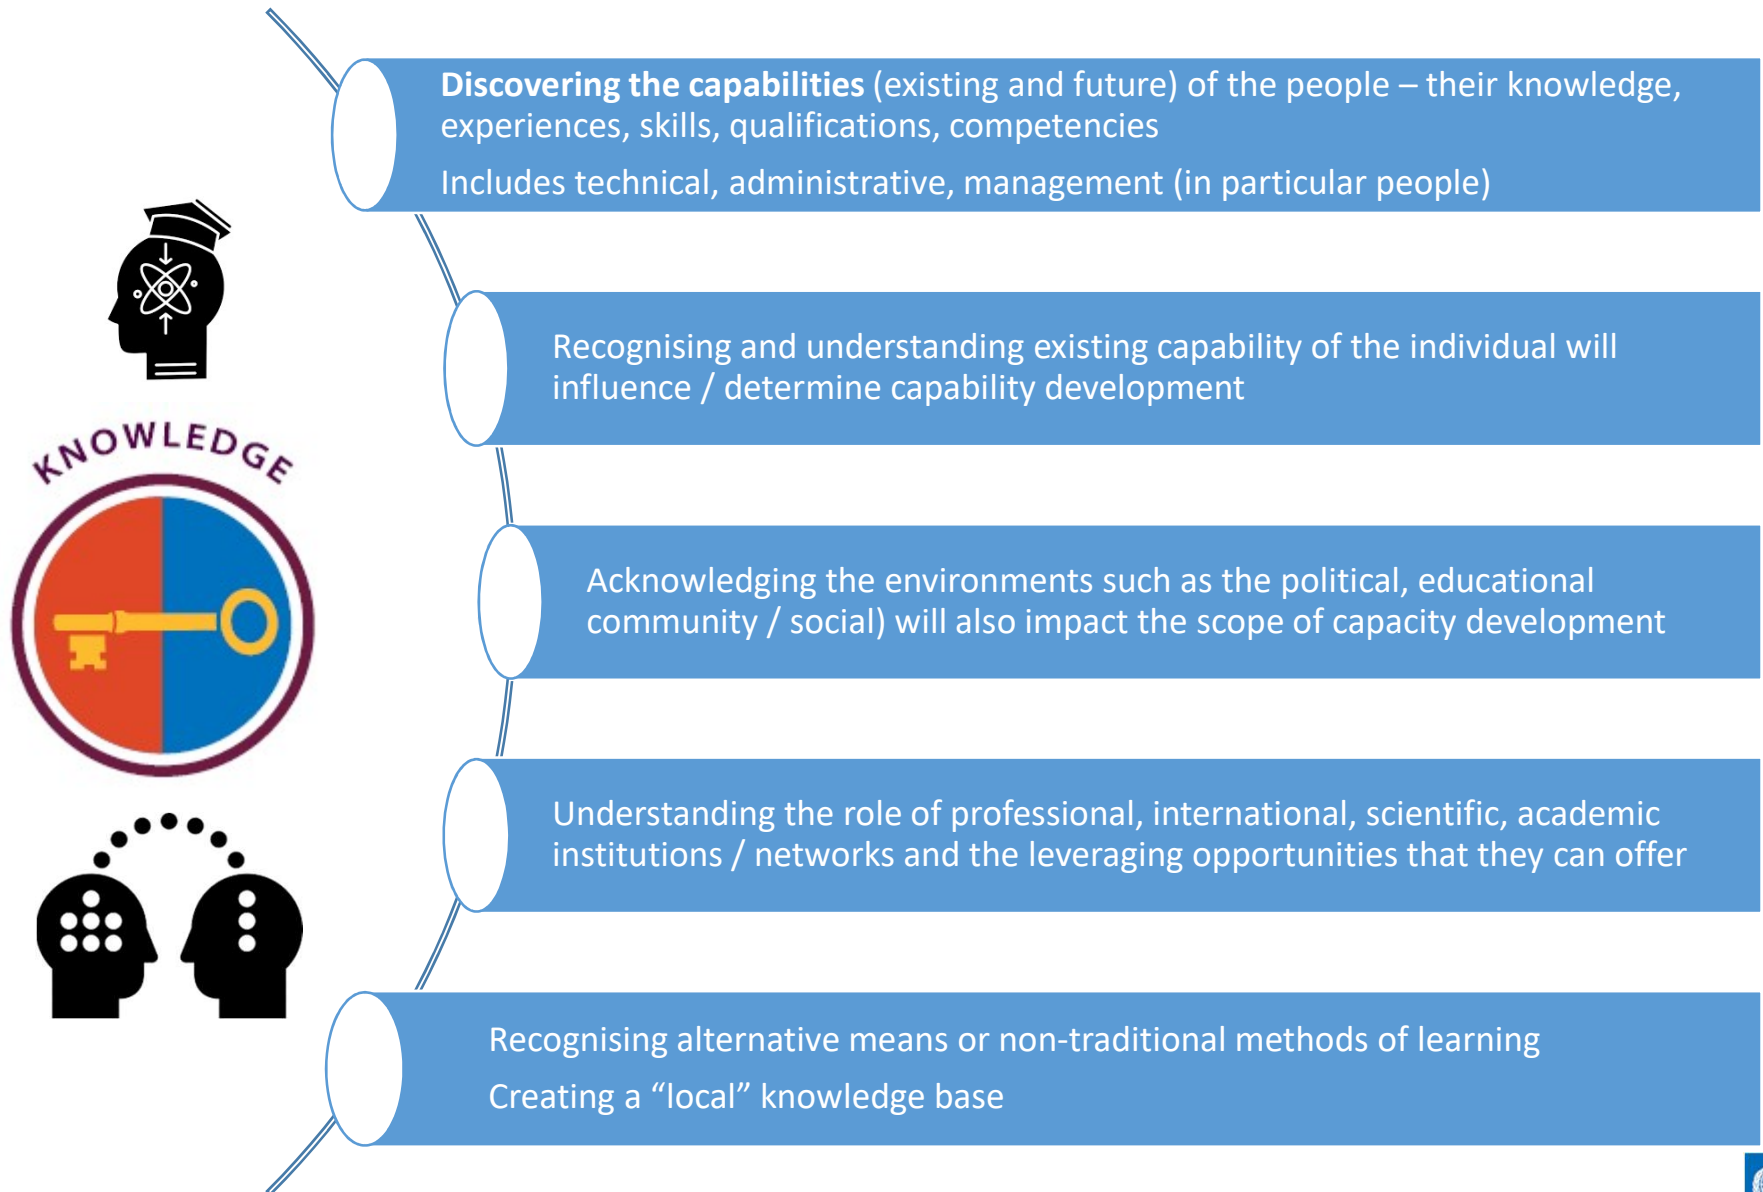 Discovering the capabilities (existing and future) of the people – their knowledge,
experiences, skills, qualifications, competencies
Includes technical, administrative, management (in particular people)
Recognising and understanding existing capability of the individual will
influence / determine capability development
KNOWLEDGE
Acknowledging the environments such as the political, educational
community / social) will also impact the scope of capacity development
Understanding the role of professional, international, scientific, academic
institutions / networks and the leveraging opportunities that they can offer
Recognising alternative means or non-traditional methods of learning
Creating a “local” knowledge base